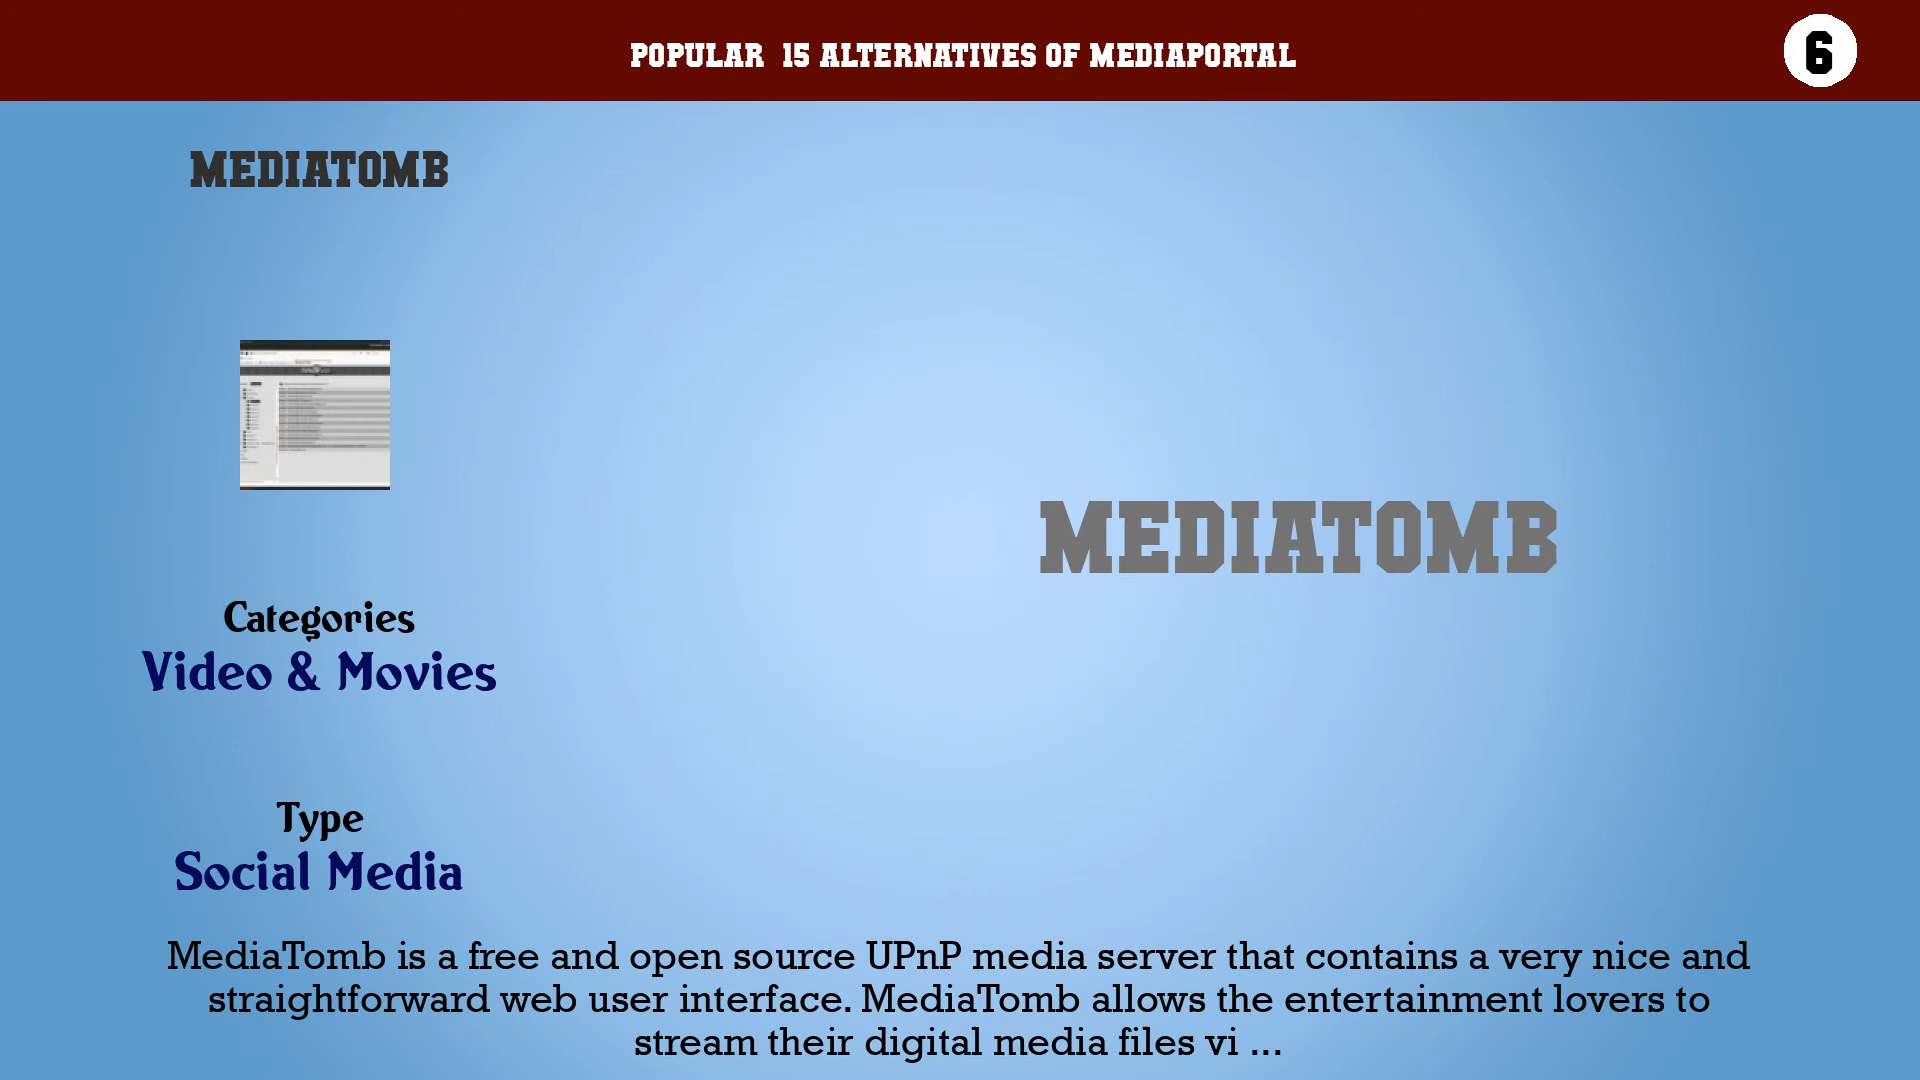 POPULAR 15 ALTERNATIVES OF MEDIAPORTAL
6
MEDIATOMB
MEDIATOMB
Categories
Video & Movies
Type
Social Media
MediaTomb is a free and open source UPnP media server that contains a very nice and
straightforward web user interface. MediaTomb allows the entertainment lovers to
stream their digital media files vi ...